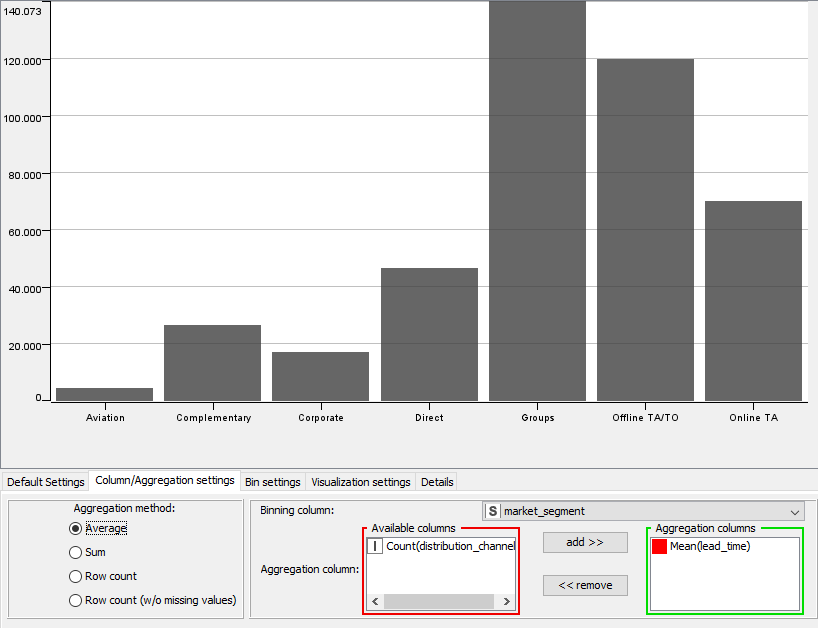 140.073
120.000
100.000
80.000
60.000
40.000
20.000
0
Aviation Complementary Corporate Direct Groups Offline TA/TO Online TA
Default Settings Column/Aggregation settings Bin settings Visualization settings Details
Aggregation method:
Average
Sum
Row count
Row count (w/o missing values)
Binning column:
S market_segment
Aggregation column:
Available columns
I Count(distribution_channel
add >>
<< remove
Aggregation columns
Mean(lead_time)